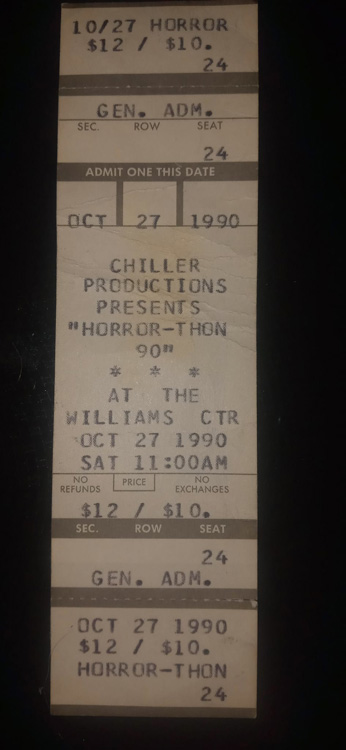 10/27 HORROR
$12 / $10.
24
GEN. ADM.
SEC. ROW SEAT
24
ADMIT ONE THIS DATE
OCT 27 1990
CHILLER
PRODUCTIONS
PRESENTS
"HORROR-THON
90"
* * *
AT THE
WILLIAMS CTR
OCT 27 1990
SAT 11:00AM
NO REFUNDS PRICE NO EXCHANGES
$12 / $10.
SEC. ROW SEAT
24
GEN. ADM.
OCT 27 1990
$12 / $10.
HORROR-THON
24